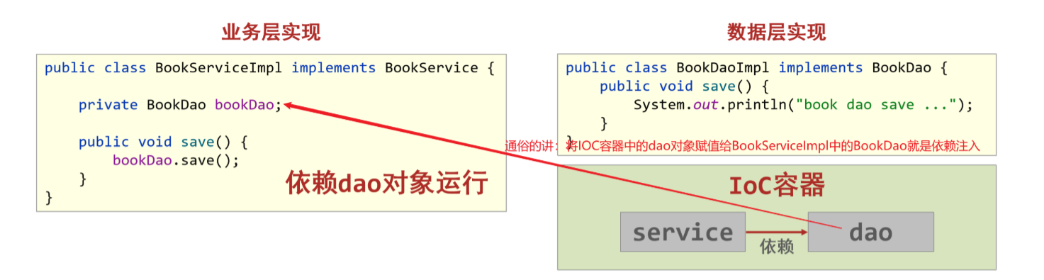 业务层实现
public class BookServiceImpl implements BookService {
private BookDao bookDao;
public void save() {
bookDao.save();
}
}
依赖dao对象运行
数据层实现
public class BookDaoImpl implements BookDao {
public void save() {
System.out.println("book dao save ...");
}
}
通俗的讲：将IOC容器中的dao对象赋值给BookServiceImpl中的BookDao就是依赖注入
IoC容器
service
依赖
dao